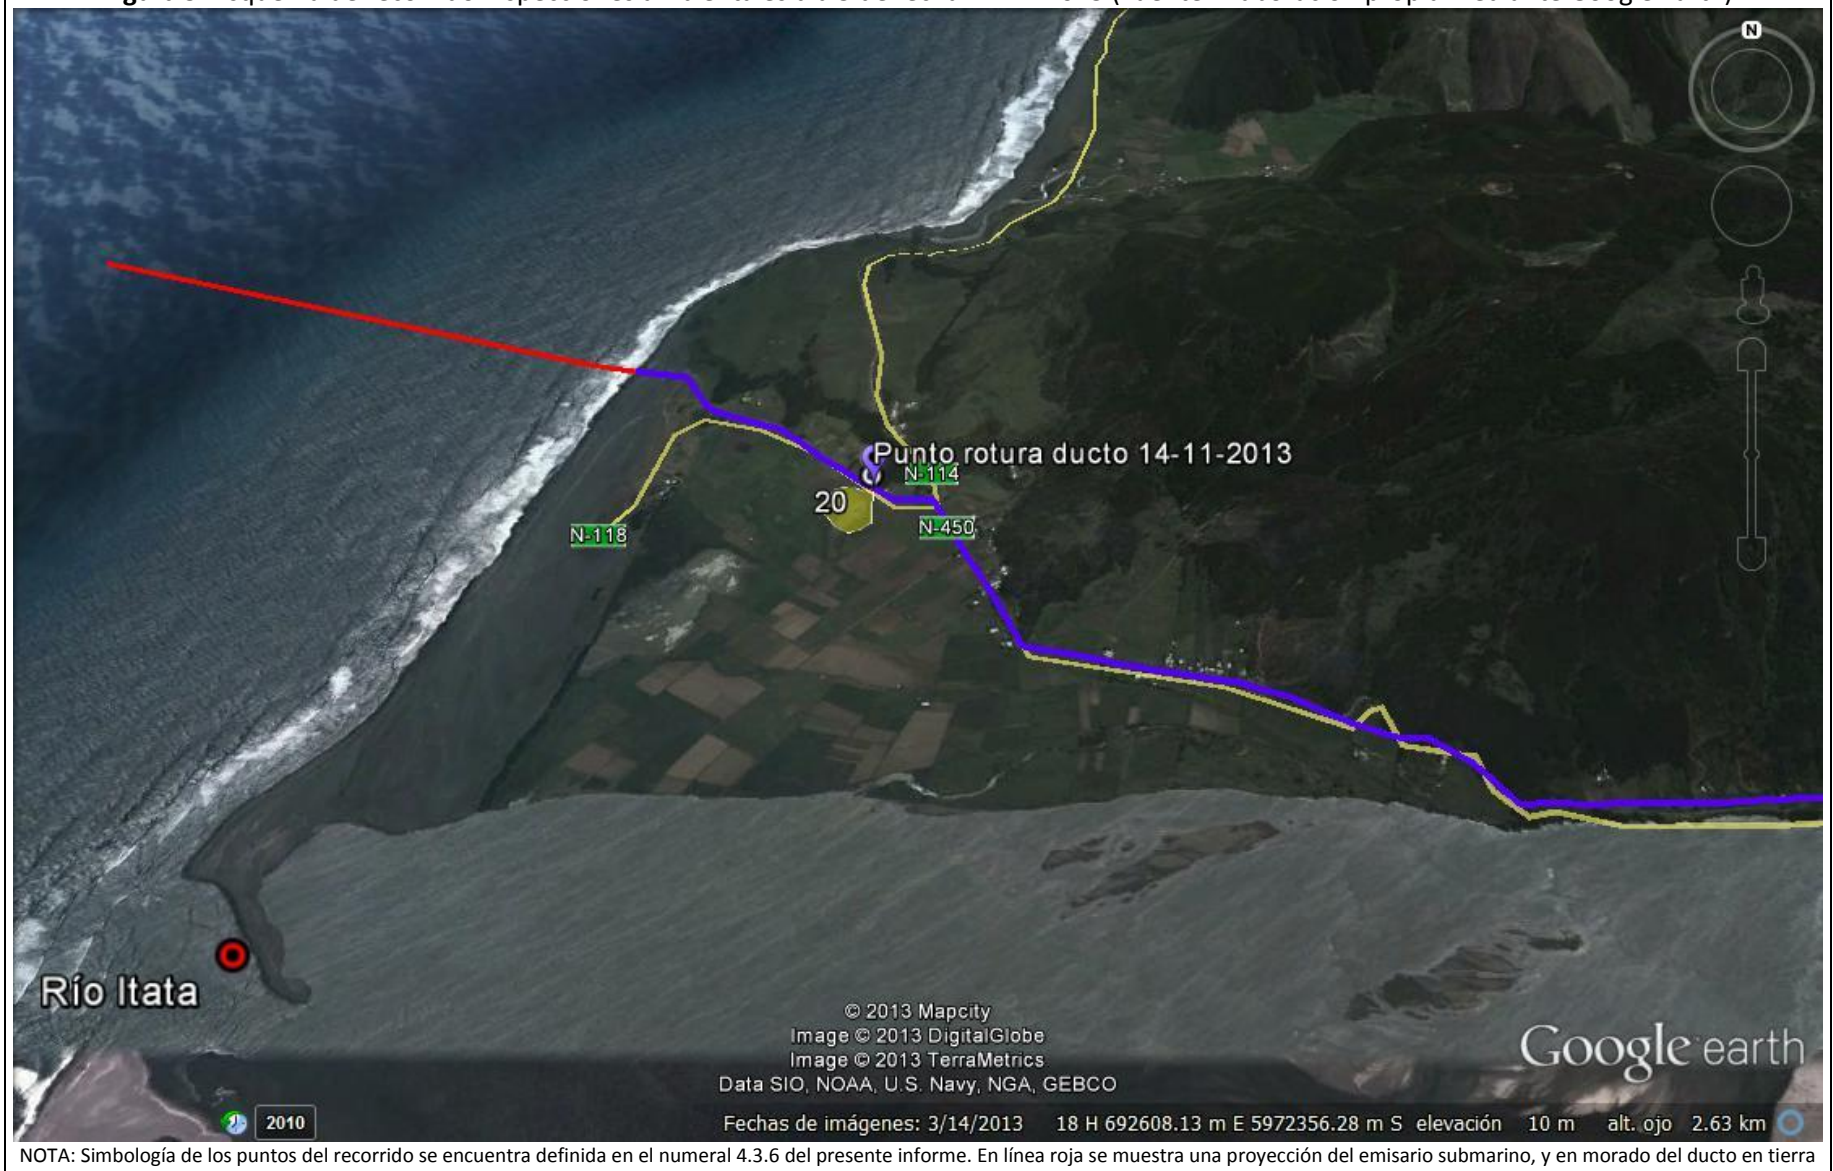 N
Punto rotura ducto 14-11-2013
N-114
20
N-450
N-118
Río Itata
© 2013 Mapcity
Image © 2013 DigitalGlobe
Image © 2013 TerraMetrics
Data SIO, NOAA, U.S. Navy, NGA, GEBCO
Google earth
2010
Fechas de imágenes: 3/14/2013 18 H 692608.13 m E 5972356.28 m S elevación 10 m alt. ojo 2.63 km
NOTA: Simbología de los puntos del recorrido se encuentra definida en el numeral 4.3.6 del presente informe. En línea roja se muestra una proyección del emisario submarino, y en morado del ducto en tierra